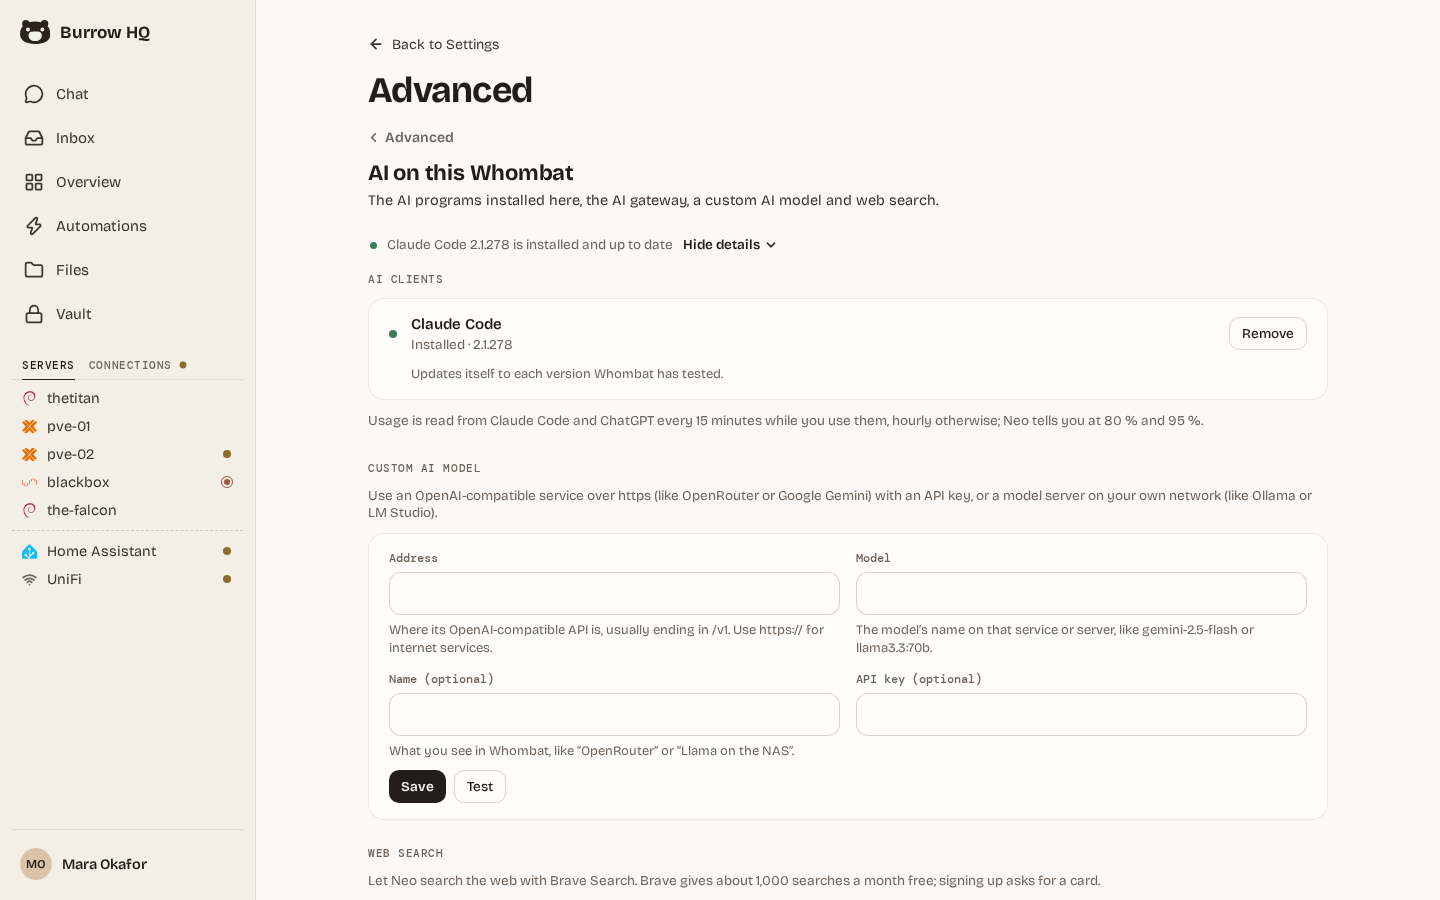 Burrow HQ
Chat
Inbox
Overview
Automations
Files
Vault
SERVERS CONNECTIONS
thetitan
pve-01
pve-02
blackbox
the-falcon
Home Assistant
UniFi
MO Mara Okafor
Back to Settings
Advanced
Advanced
AI on this Whombat
The AI programs installed here, the AI gateway, a custom AI model and web search.
Claude Code 2.1.278 is installed and up to date Hide details
AI CLIENTS
Claude Code
Installed · 2.1.278
Remove
Updates itself to each version Whombat has tested.
Usage is read from Claude Code and ChatGPT every 15 minutes while you use them, hourly otherwise; Neo tells you at 80 % and 95 %.
CUSTOM AI MODEL
Use an OpenAI-compatible service over https (like OpenRouter or Google Gemini) with an API key, or a model server on your own network (like Ollama or
LM Studio).
Address
Where its OpenAI-compatible API is, usually ending in /v1. Use https:// for
internet services.
Model
The model’s name on that service or server, like gemini-2.5-flash or
llama3.3:70b.
Name (optional)
What you see in Whombat, like “OpenRouter” or “Llama on the NAS”.
API key (optional)
Save Test
WEB SEARCH
Let Neo search the web with Brave Search. Brave gives about 1,000 searches a month free; signing up asks for a card.